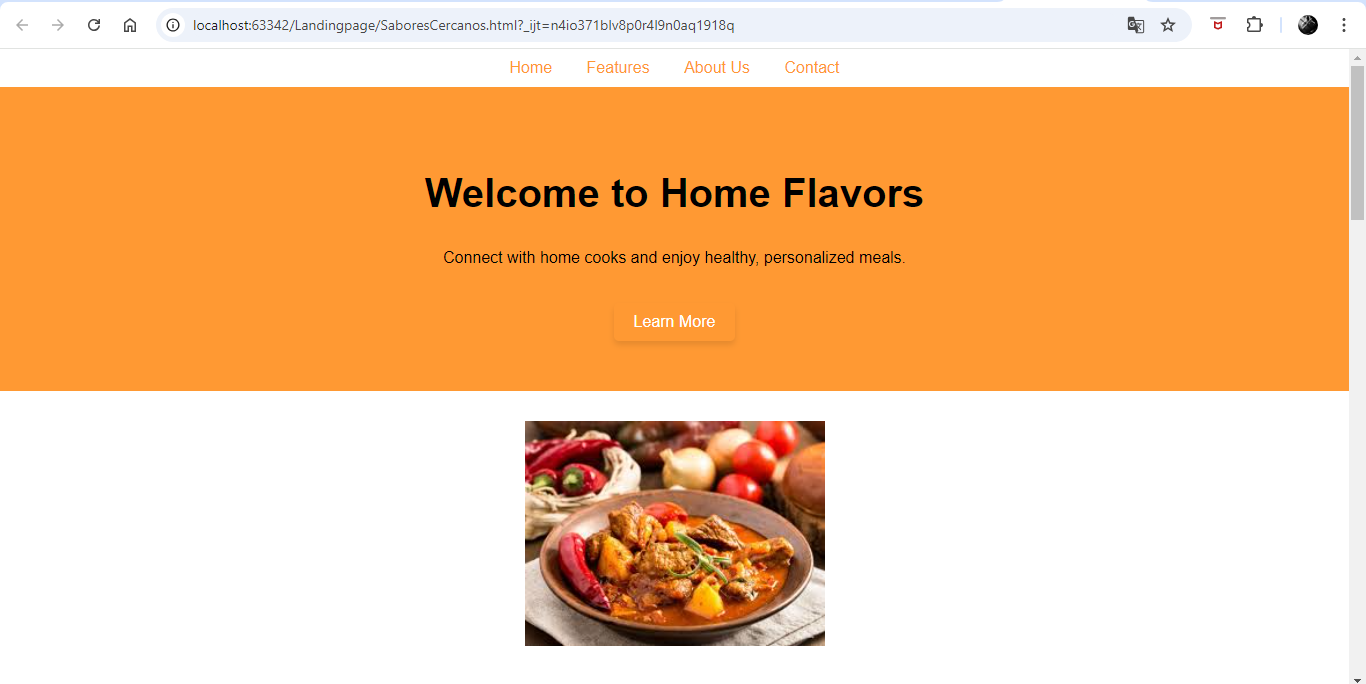 localhost:63342/Landingpage/SaboresCercanos.html?_ijt=n4io371blv8p0r4l9n0aq1918q
Home Features About Us Contact
Welcome to Home Flavors
Connect with home cooks and enjoy healthy, personalized meals.
Learn More